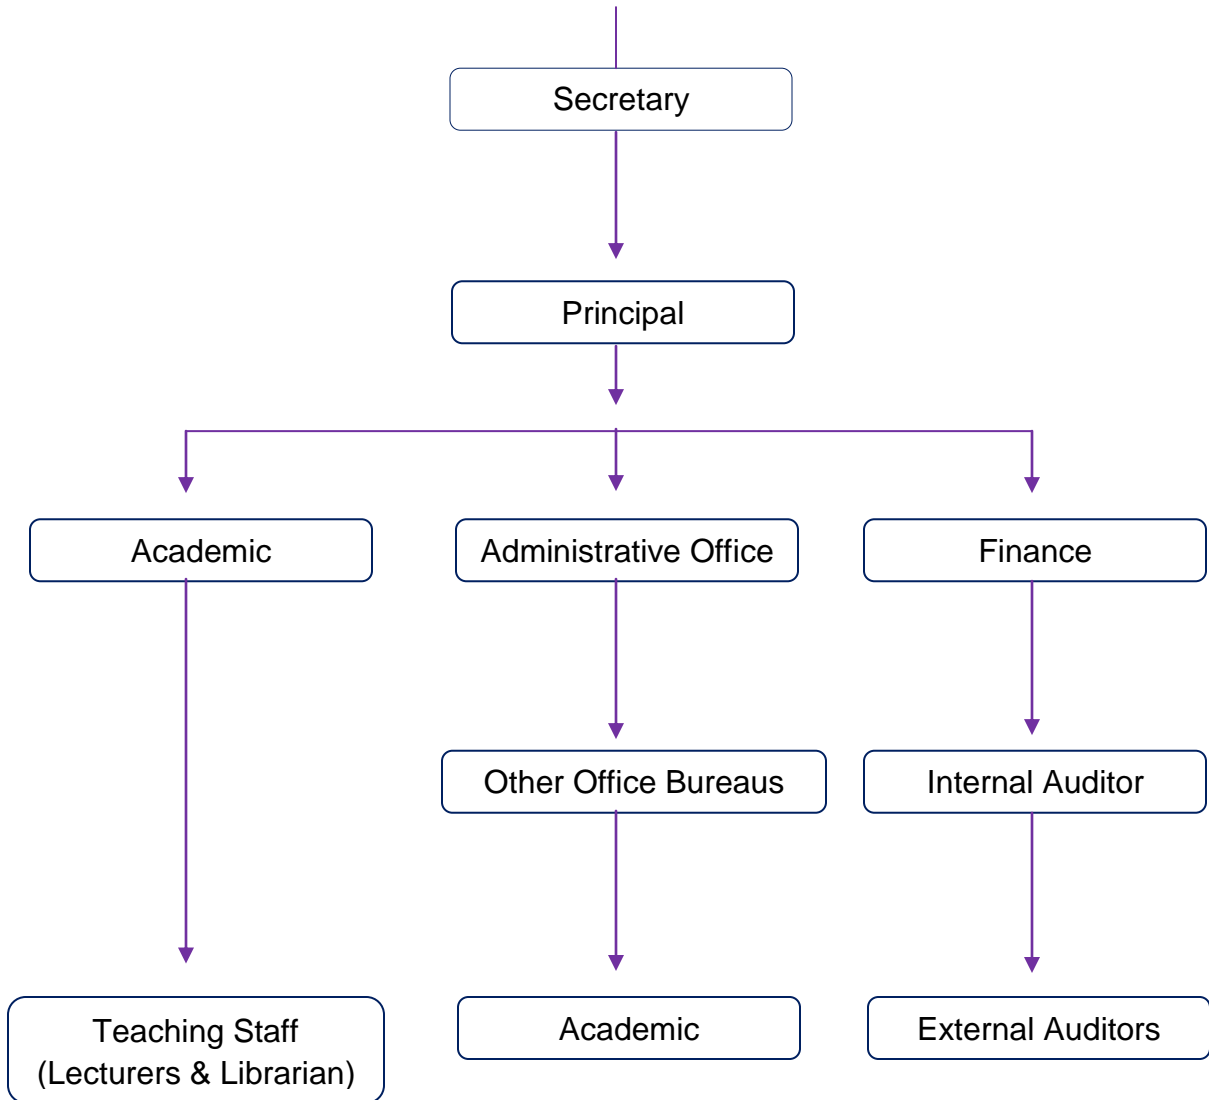 Secretary
Principal
Academic
Administrative Office
Finance
Other Office Bureaus
Internal Auditor
Teaching Staff
(Lecturers & Librarian)
Academic
External Auditors